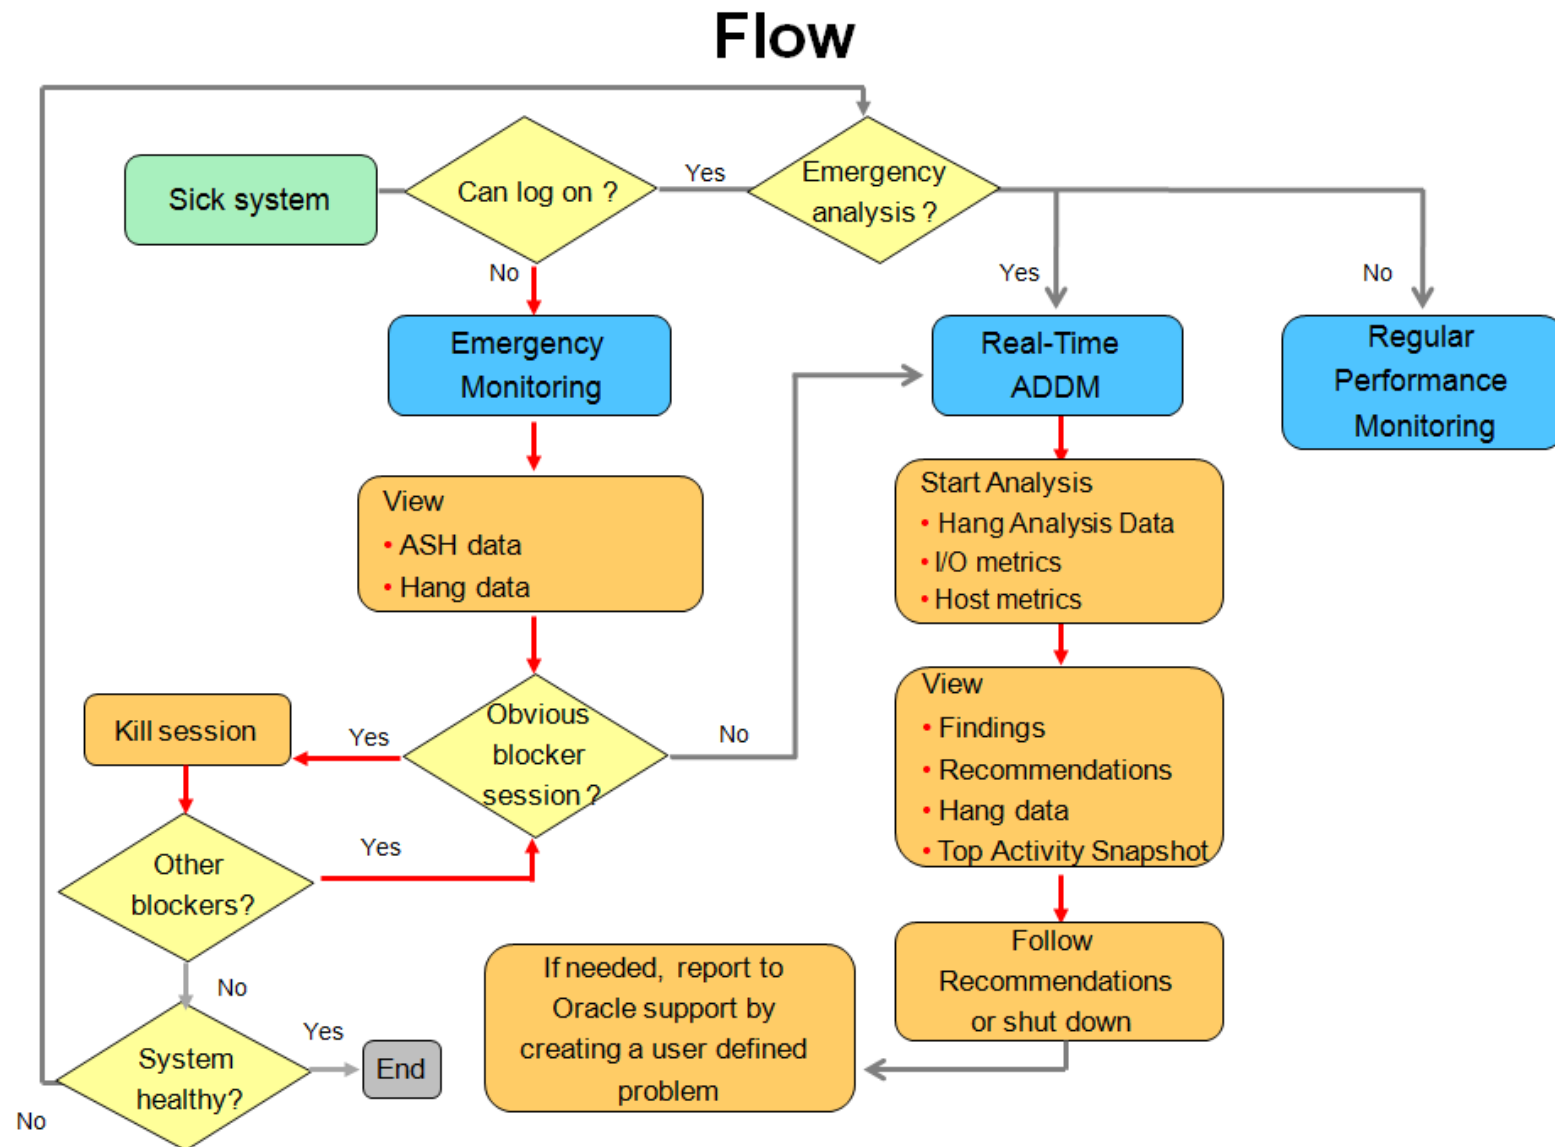 Flow
Sick system
Can log on ?
Yes
Emergency
analysis ?
No
Yes
No
Emergency
Monitoring
Real-Time
ADDM
Regular
Performance
Monitoring
View
• ASH data
• Hang data
Start Analysis
• Hang Analysis Data
• I/O metrics
• Host metrics
Kill session
Yes
Obvious
blocker
session ?
No
View
• Findings
• Recommendations
• Hang data
• Top Activity Snapshot
Other
blockers?
Yes
No
If needed, report to
Oracle support by
creating a user defined
problem
Follow
Recommendations
or shut down
System
healthy?
Yes
End
No